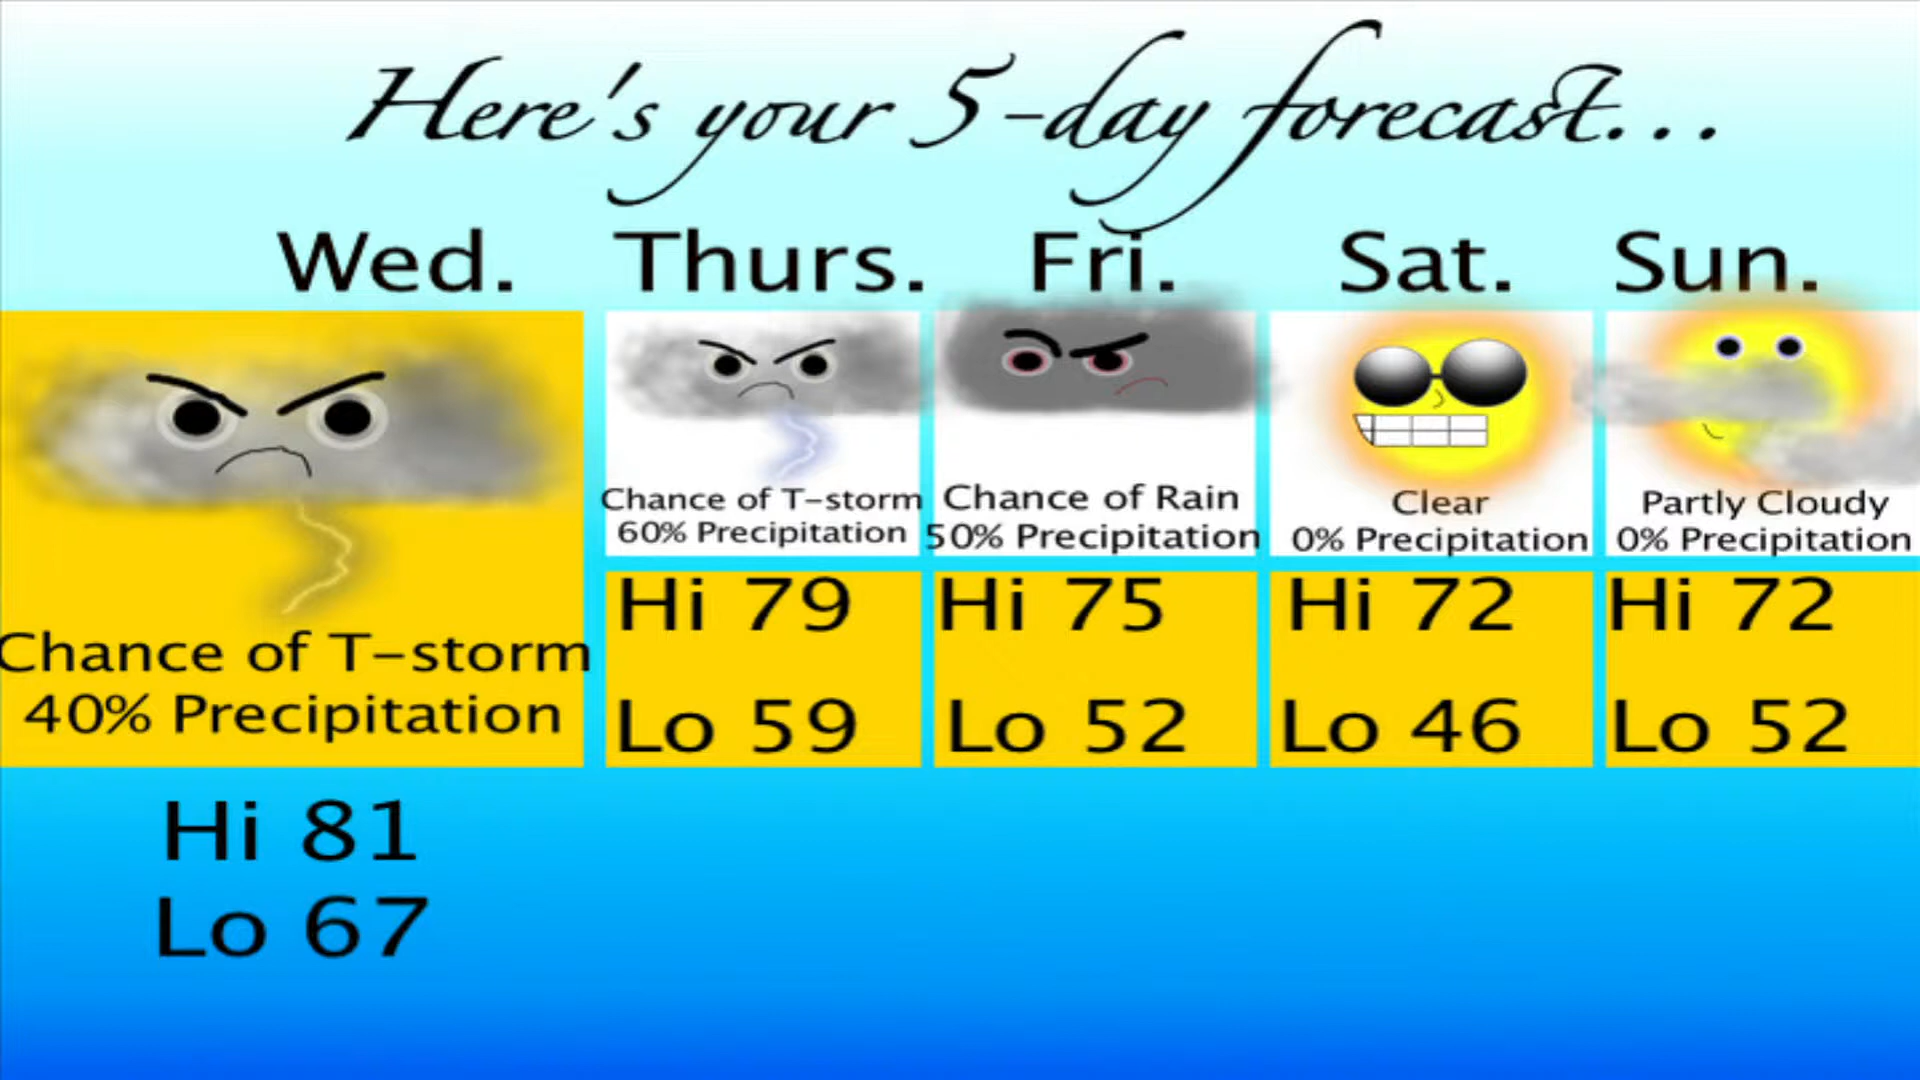 Here's your 5-day forecast...
Wed. Thurs. Fri. Sat. Sun.
Chance of T-storm
40% Precipitation
Hi 81
Lo 67
Chance of T-storm
60% Precipitation
Hi 79
Lo 59
Chance of Rain
50% Precipitation
Hi 75
Lo 52
Clear
0% Precipitation
Hi 72
Lo 46
Partly Cloudy
0% Precipitation
Hi 72
Lo 52